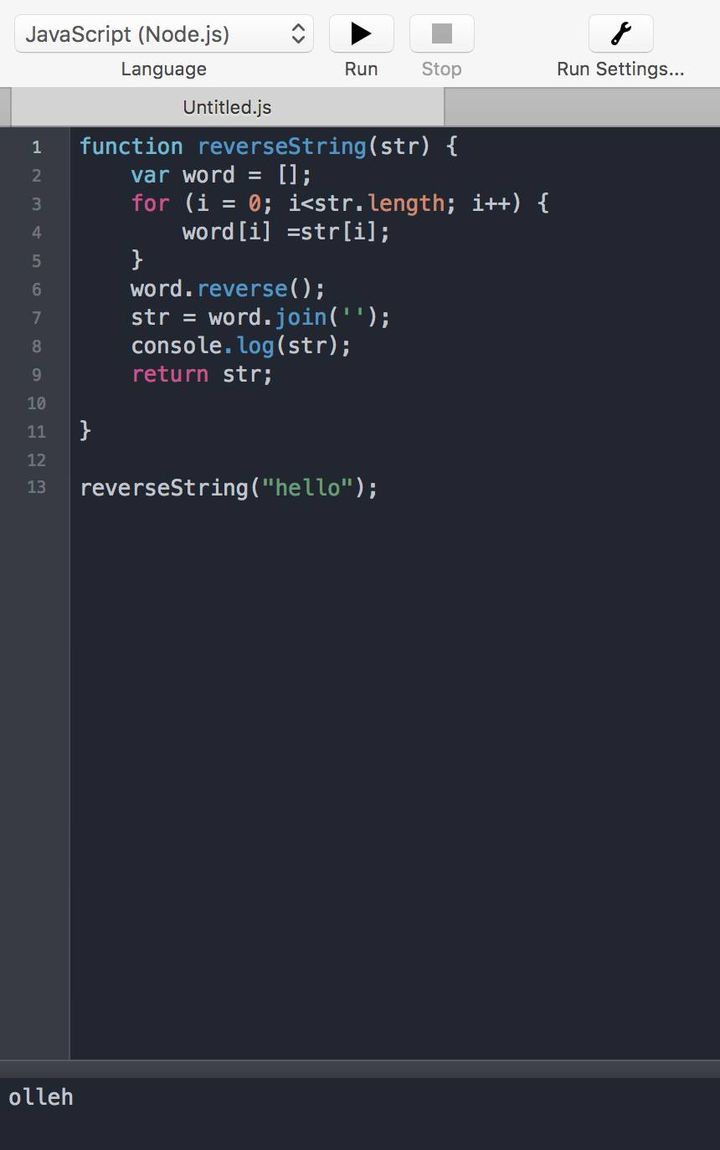 JavaScript (Node.js)
Language
Run
Stop
Run Settings...
Untitled.js
1 function reverseString(str) {
2     var word = [];
3     for (i = 0; i<str.length; i++) {
4         word[i] =str[i];
5     }
6     word.reverse();
7     str = word.join('');
8     console.log(str);
9     return str;
10
11 }
12
13 reverseString("hello");
olleh